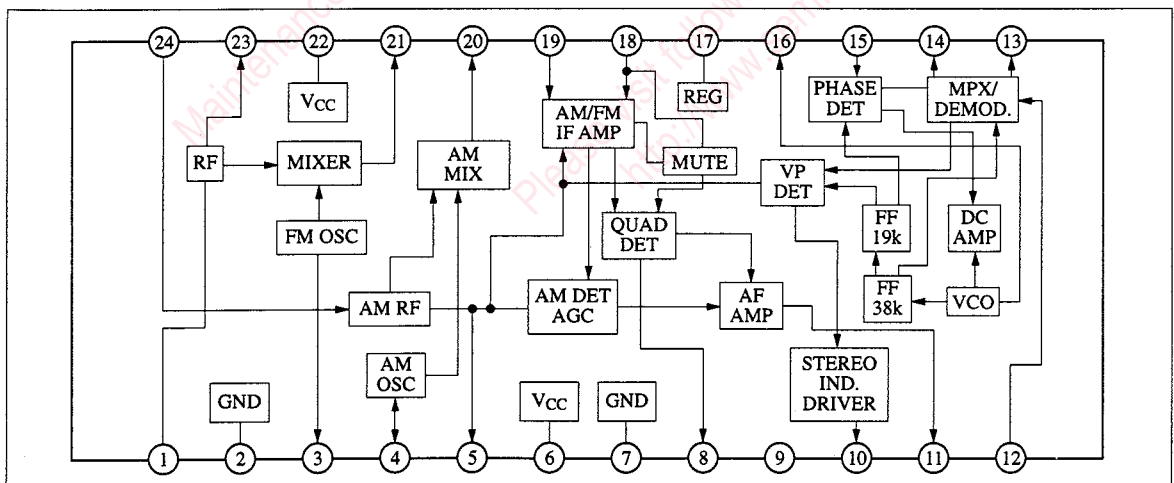 24 23 22 21 20 19 18 17 16 15 14 13
VCC
REG
PHASE
DET
MPX/
DEMOD.
AM/FM
IF AMP
RF
MIXER
AM
MIX
MUTE
VP
DET
FM OSC
QUAD
DET
FF
19k
DC
AMP
AM RF
AM DET
AGC
AF
AMP
FF
38k
VCO
AM
OSC
STEREO
IND.
DRIVER
GND
VCC
GND
1 2 3 4 5 6 7 8 9 10 11 12